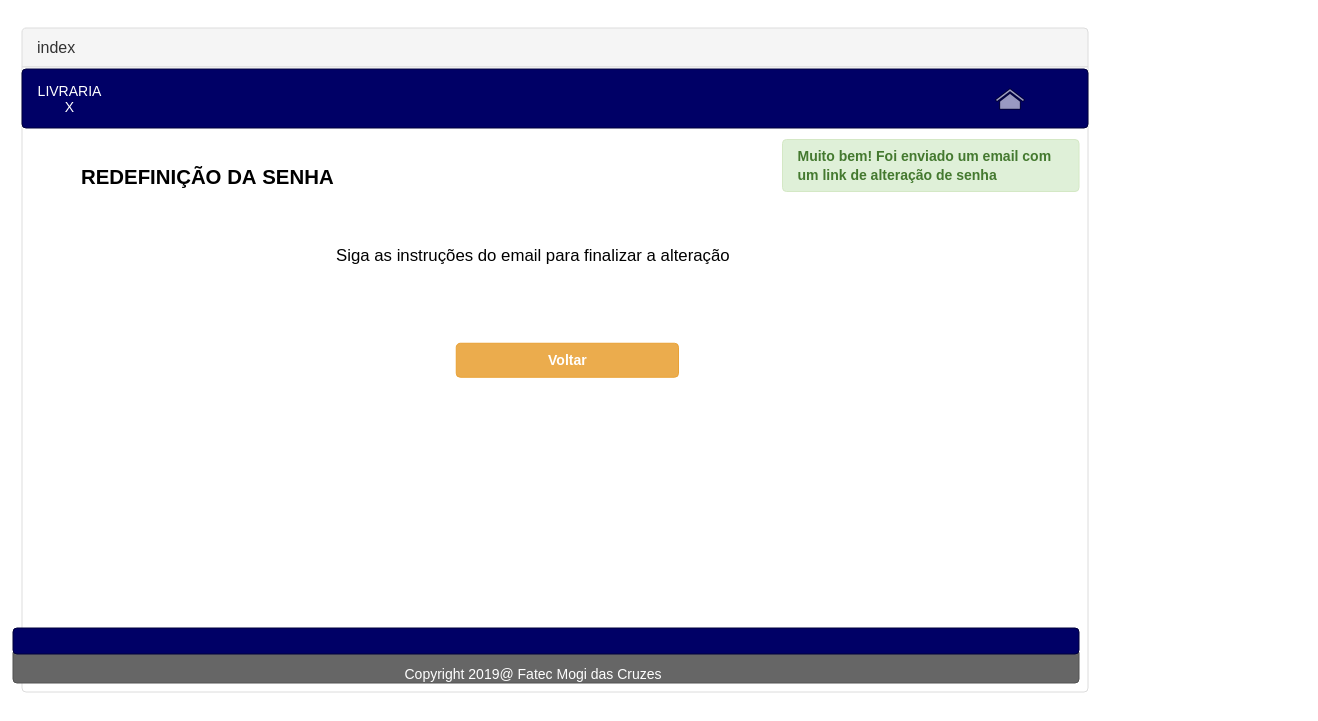 index
LIVRARIA
X
Muito bem! Foi enviado um email com
um link de alteração de senha
REDEFINIÇÃO DA SENHA
Siga as instruções do email para finalizar a alteração
Voltar
Copyright 2019@ Fatec Mogi das Cruzes